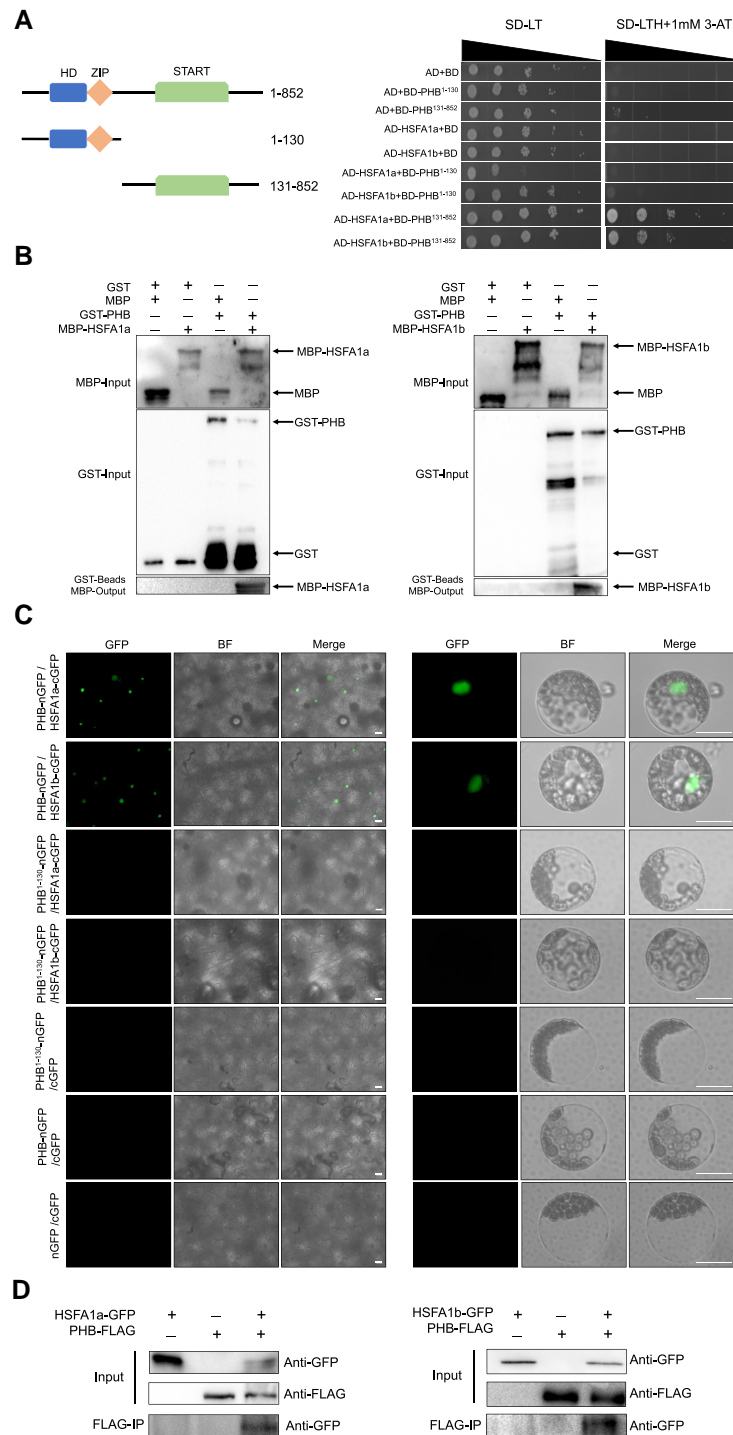 A
HD ZIP START
1-852
1-130
131-852
SD-LT SD-LTH+1mM 3-AT
AD+BD
AD+BD-PHB1-130
AD+BD-PHB131-852
AD-HSFA1a+BD
AD-HSFA1b+BD
AD-HSFA1a+BD-PHB1-130
AD-HSFA1b+BD-PHB1-130
AD-HSFA1a+BD-PHB131-852
AD-HSFA1b+BD-PHB131-852
B
GST + + — —
MBP + — + —
GST-PHB — — + +
MBP-HSFA1a — + — +
MBP-Input
MBP-HSFA1a
MBP
GST-Input
GST-PHB
GST
GST-Beads
MBP-Output
MBP-HSFA1a
GST + + — —
MBP + — + —
GST-PHB — — + +
MBP-HSFA1b — + — +
MBP-Input
MBP-HSFA1b
MBP
GST-Input
GST-PHB
GST
GST-Beads
MBP-Output
MBP-HSFA1b
C
GFP BF Merge GFP BF Merge
PHB-nGFP /
HSFA1a-cGFP
PHB-nGFP /
HSFA1b-cGFP
PHB1-130-nGFP
/HSFA1a-cGFP
PHB1-130-nGFP
/HSFA1b-cGFP
PHB1-130-nGFP
/cGFP
PHB-nGFP
/cGFP
nGFP /cGFP
D
HSFA1a-GFP + — +
PHB-FLAG — + +
Input
Anti-GFP
Anti-FLAG
FLAG-IP
Anti-GFP
HSFA1b-GFP + — +
PHB-FLAG — + +
Input
Anti-GFP
Anti-FLAG
FLAG-IP
Anti-GFP